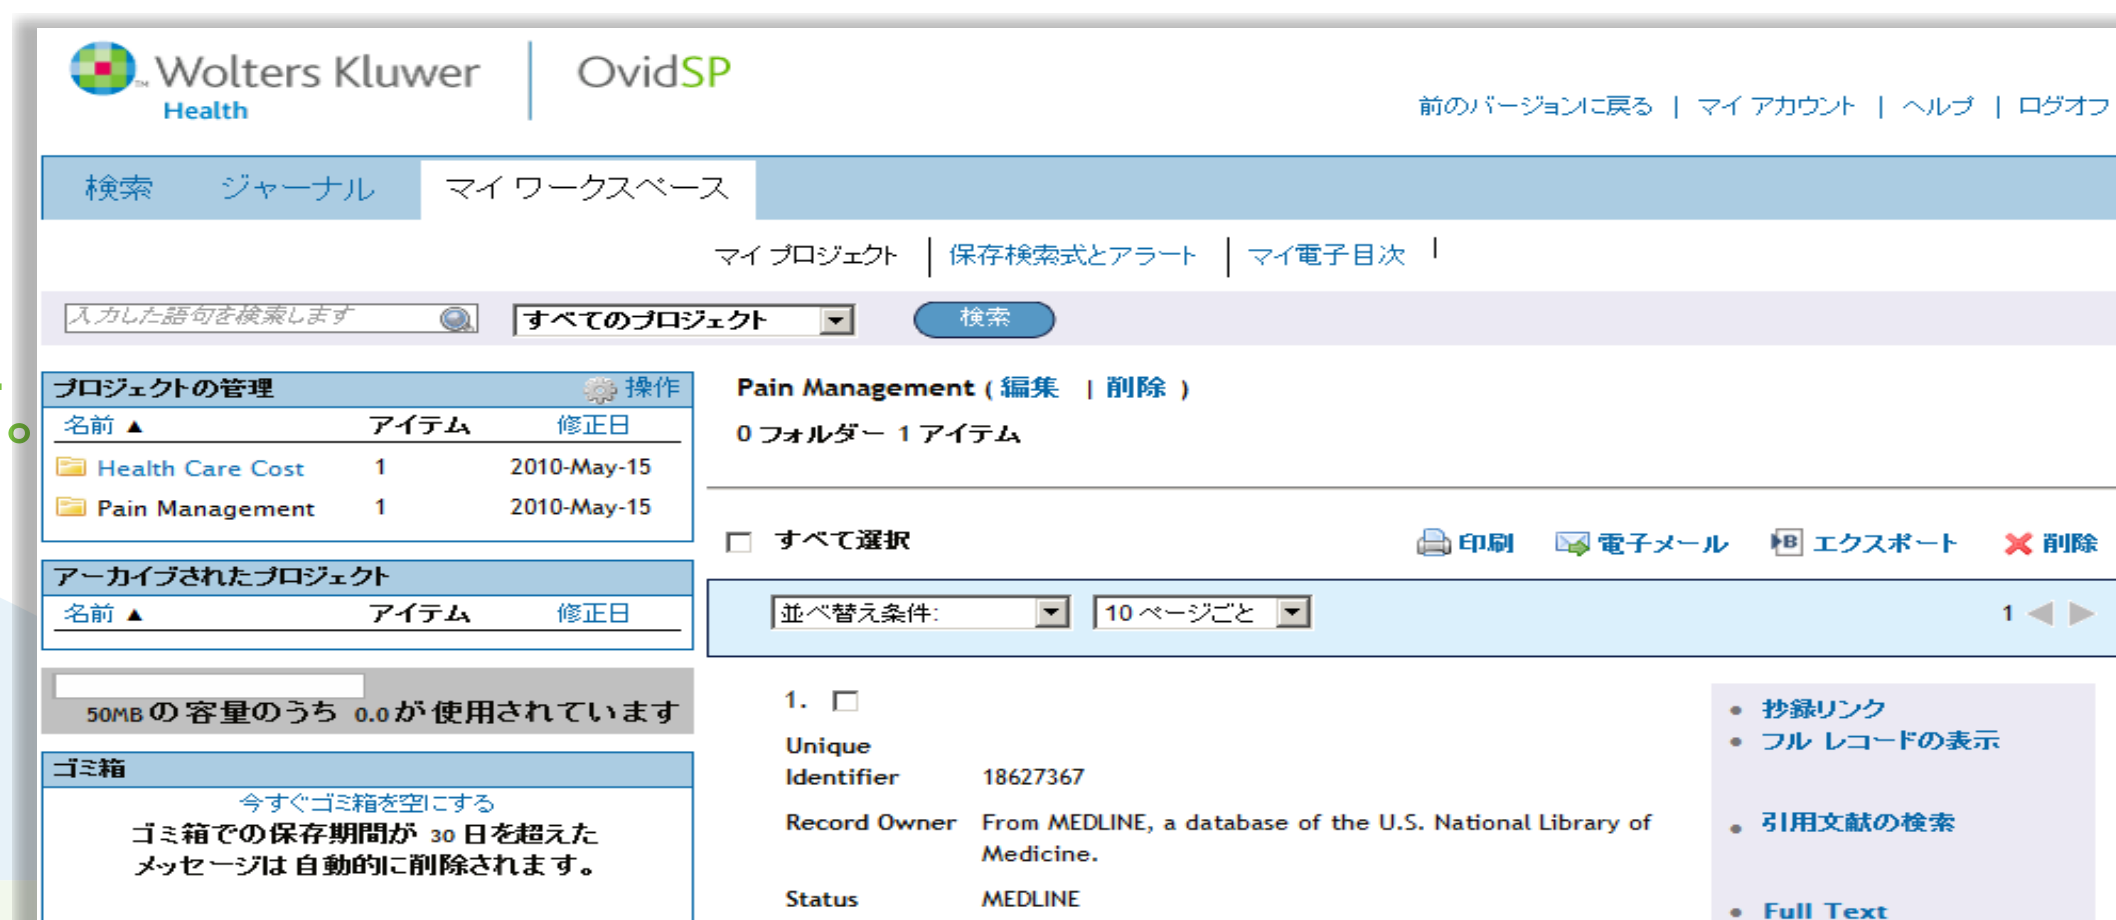 Wolters Kluwer
Health
OvidSP
前のバージョンに戻る | マイ アカウント | ヘルプ | ログオフ
検索 ジャーナル マイ ワークスペース
マイ プロジェクト | 保存検索式とアラート | マイ電子目次 |
入力した語句を検索します すべてのプロジェクト 検索
プロジェクトの管理 操作
名前 ▲ アイテム 修正日
Health Care Cost 1 2010-May-15
Pain Management 1 2010-May-15
アーカイブされたプロジェクト
名前 ▲ アイテム 修正日
50MBの容量のうち 0.0が使用されています
ゴミ箱
今すぐゴミ箱を空にする
ゴミ箱での保存期間が 30 日を超えた
メッセージは自動的に削除されます。
Pain Management ( 編集 | 削除 )
0 フォルダー 1 アイテム
すべて選択 印刷 電子メール エクスポート 削除
並べ替え条件: 10 ページごと 1
1.
Unique
Identifier 18627367
Record Owner From MEDLINE, a database of the U.S. National Library of
Medicine.
Status MEDLINE
• 抄録リンク
• フル レコードの表示
• 引用文献の検索
• Full Text